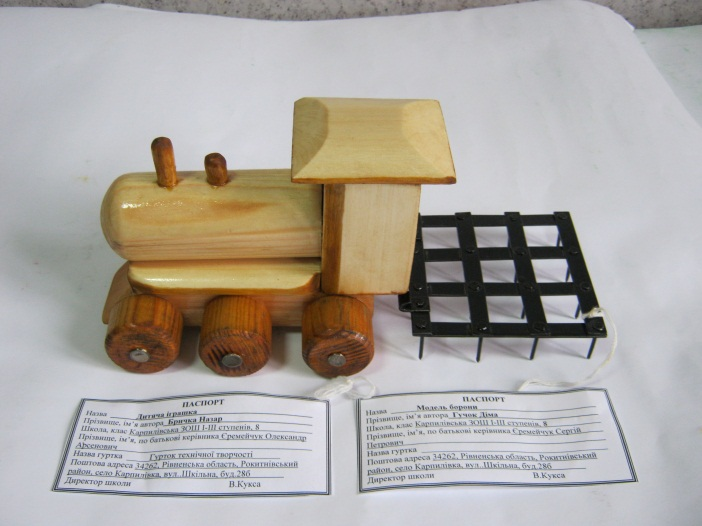 ПАСПОРТ
Назва Дитяча іграшка
Прізвище, ім'я автора Бричка Назар
Школа, клас Карпилівська ЗОШ І-ІІІ ступенів, 8
Прізвище, ім'я, по батькові керівника Єремейчук Олександр
Арсенович
Назва гуртка Гурток технічної творчості
Поштова адреса 34262, Рівненська область, Рокитнівський
район, село Карпилівка, вул. Шкільна, буд.28б
Директор школи В.Кукса
ПАСПОРТ
Назва Модель борони
Прізвище, ім'я автора Гучок Діма
Школа, клас Карпилівська ЗОШ І-ІІІ ступенів, 8
Прізвище, ім'я, по батькові керівника Єремейчук Сергій
Петрович
Назва гуртка
Поштова адреса 34262, Рівненська область, Рокитнівський
район, село Карпилівка, вул. Шкільна, буд.28б
Директор школи В.Кукса